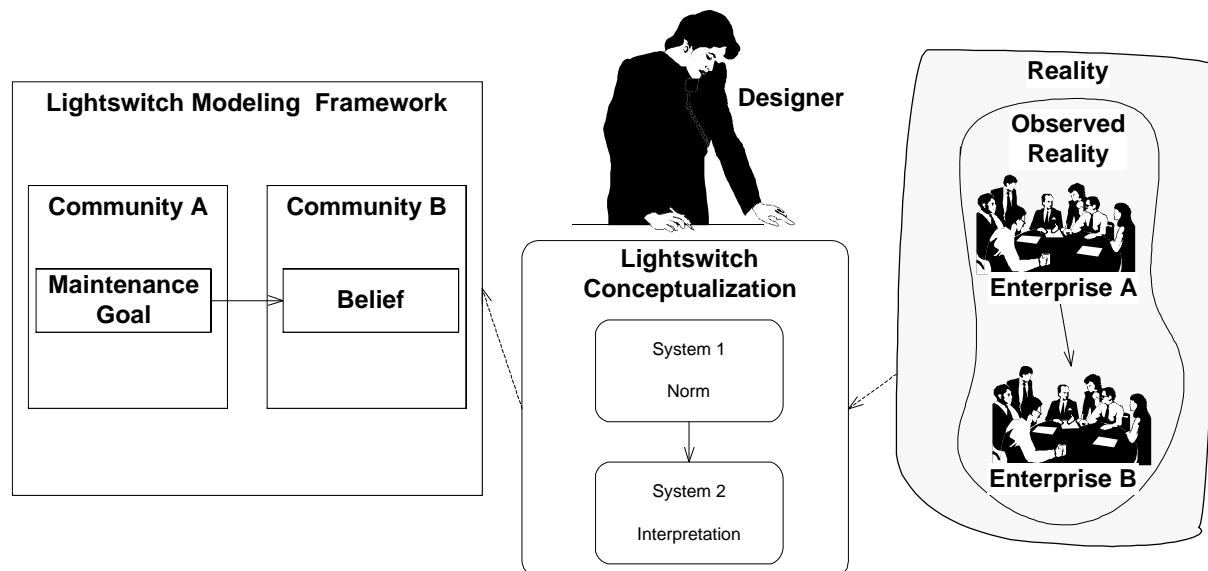 Lightswitch Modeling Framework
Community A
Maintenance
Goal
Community B
Belief
Designer
Lightswitch
Conceptualization
System 1
Norm
System 2
Interpretation
Reality
Observed
Reality
Enterprise A
Enterprise B